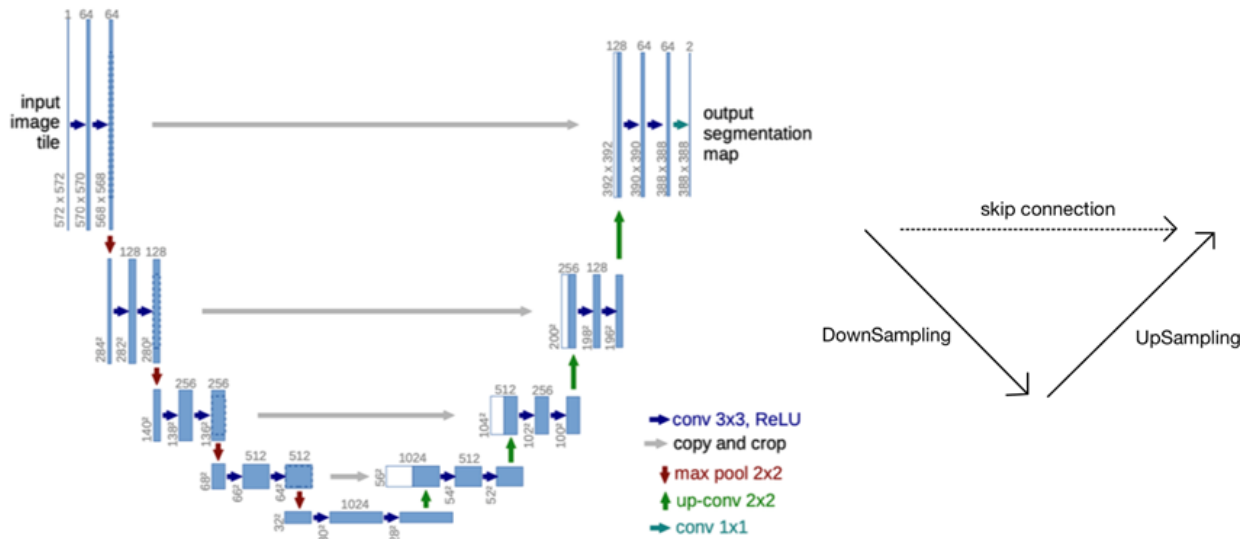 1 64 64
input
image
tile
572 x 572
570 x 570
568 x 568
128 64 64 2
output
segmentation
map
392 x 392
390 x 390
388 x 388
388 x 388
128 128
284²
282²
280²
256 128
200²
198²
196²
256 256
140²
138²
136²
512 256
104²
102²
100²
512 512
68²
66²
64²
1024 512
56²
54²
52²
1024
32²
conv 3x3, ReLU
copy and crop
max pool 2x2
up-conv 2x2
conv 1x1
skip connection
DownSampling
UpSampling